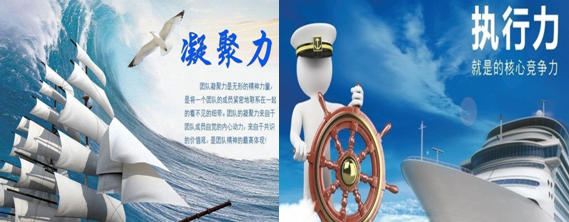 凝聚力
团队凝聚力是无形的精神力量，
是将一个团队的成员紧密地联系在一起
的看不见的纽带。团队的凝聚力来自于
团队成员自觉的内心动力，来自于共识
的价值观，是团队精神的最高体现！
执行力
就是的核心竞争力